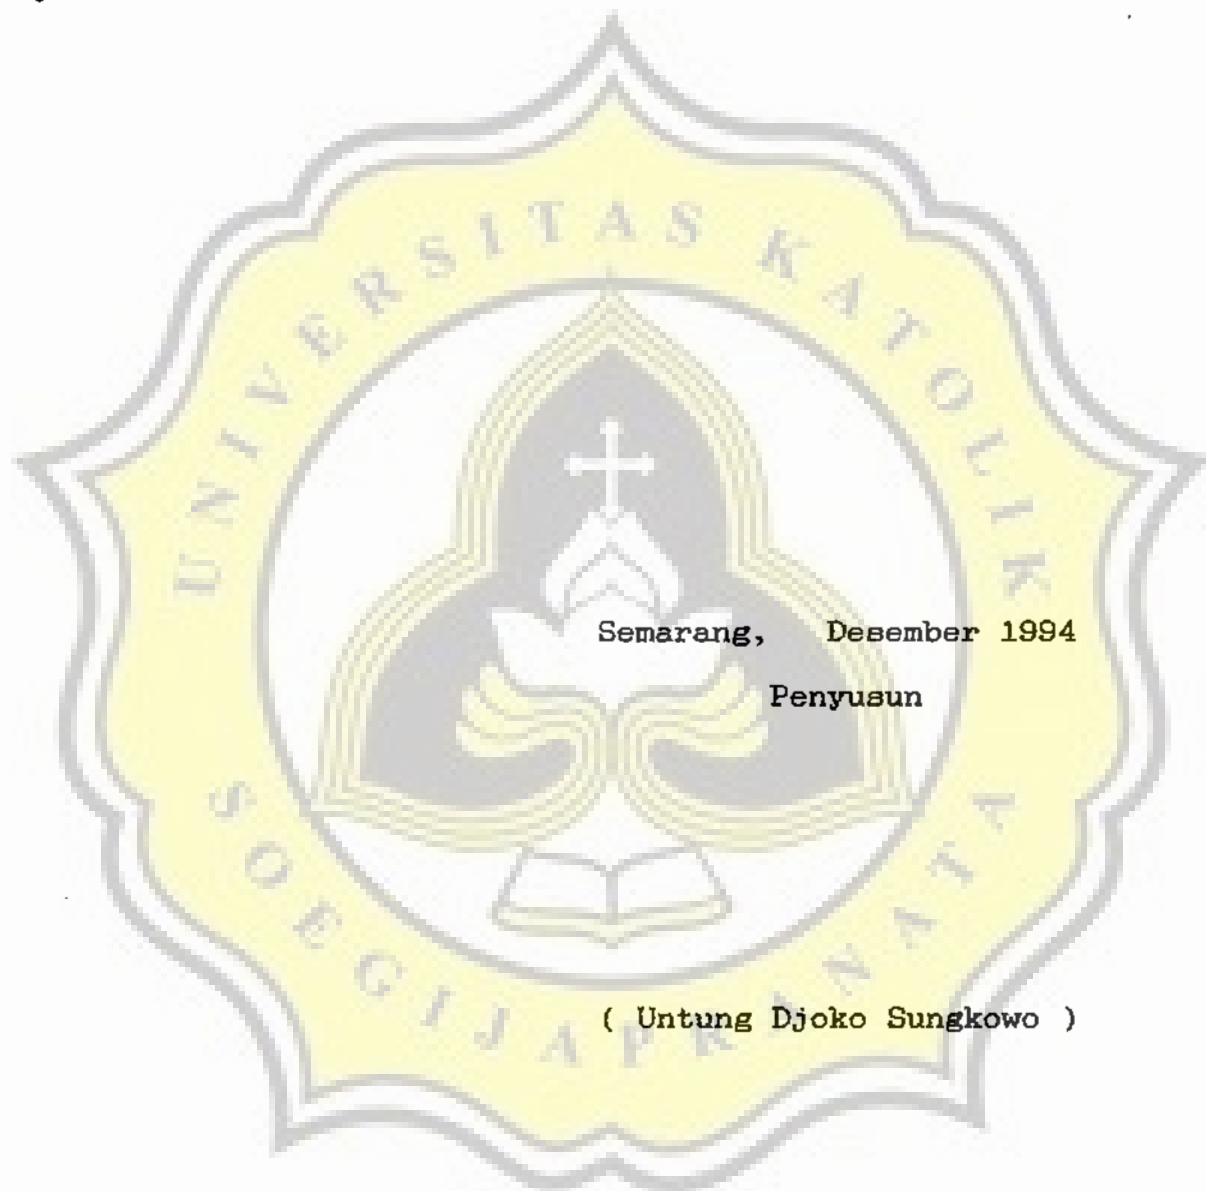 UNIVERSITAS KATOLIK
Semarang, Desember 1994
Penyusun
( Untung Djoko Sungkowo )
SOEGIJAPRANATA